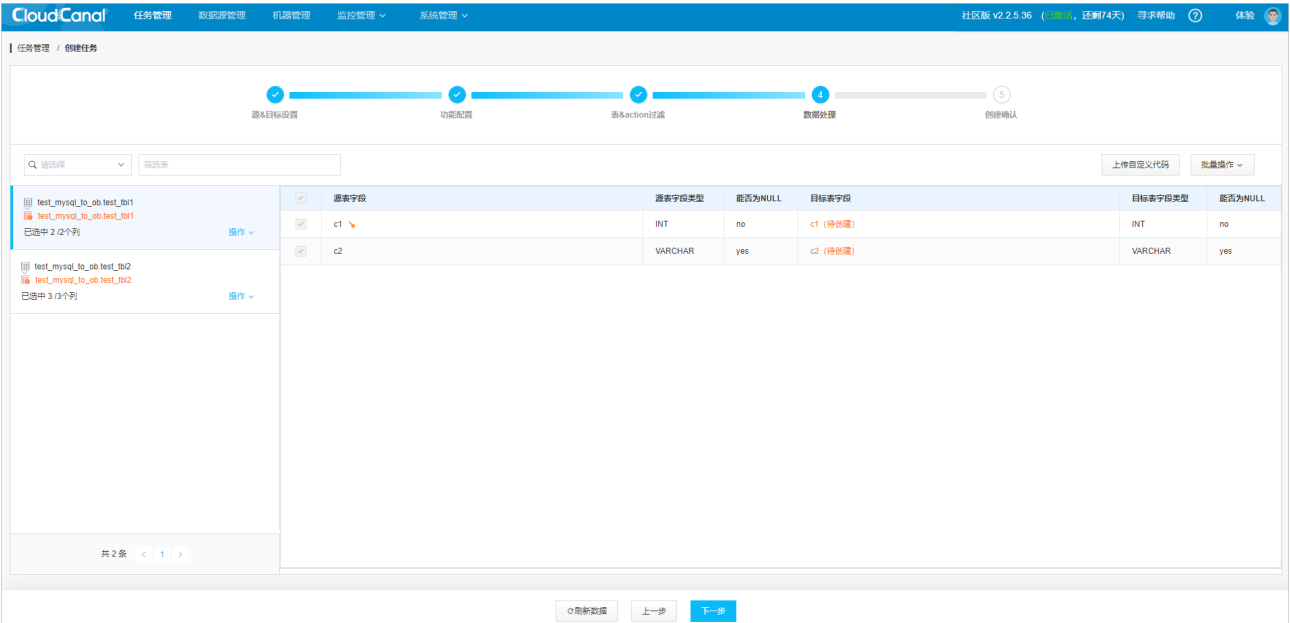 CloudCanal 任务管理 数据源管理 机器管理 监控管理 系统管理 社区版 v2.2.5.36 (已激活, 还剩74天) 寻求帮助 ? 体验
任务管理 / 创建任务
4 5
源&目标设置 功能配置 表&action过滤 数据处理 创建确认
请选择 筛选表 上传自定义代码 批量操作
源表字段 源表字段类型 能否为NULL 目标表字段 目标表字段类型 能否为NULL
test_mysql_to_ob.test_tbl1
test_mysql_to_ob.test_tbl1
已选中 2 /2个列 操作
c1 INT no c1 (待创建) INT no
c2 VARCHAR yes c2 (待创建) VARCHAR yes
test_mysql_to_ob.test_tbl2
test_mysql_to_ob.test_tbl2
已选中 3 /3个列 操作
共 2 条 < 1 >
刷新数据 上一步 下一步